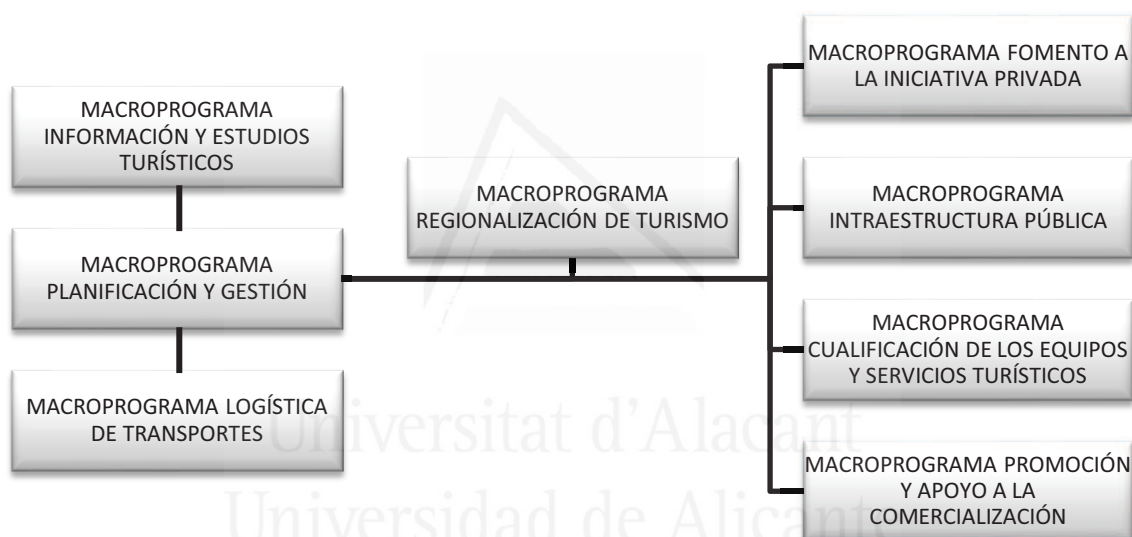 MACROPROGRAMA
INFORMACIÓN Y ESTUDIOS
TURÍSTICOS
MACROPROGRAMA
PLANIFICACIÓN Y GESTIÓN
MACROPROGRAMA LOGÍSTICA
DE TRANSPORTES
MACROPROGRAMA
REGIONALIZACIÓN DE TURISMO
MACROPROGRAMA FOMENTO A
LA INICIATIVA PRIVADA
MACROPROGRAMA
INTRAESTRUCTURA PÚBLICA
MACROPROGRAMA
CUALIFICACIÓN DE LOS EQUIPOS
Y SERVICIOS TURÍSTICOS
MACROPROGRAMA PROMOCIÓN
Y APOYO A LA
COMERCIALIZACIÓN
Universitat d'Alacant
Universidad de Alicante